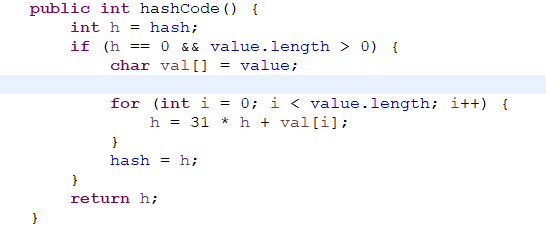 public int hashCode() {
    int h = hash;
    if (h == 0 && value.length > 0) {
        char val[] = value;

        for (int i = 0; i < value.length; i++) {
            h = 31 * h + val[i];
        }
        hash = h;
    }
    return h;
}